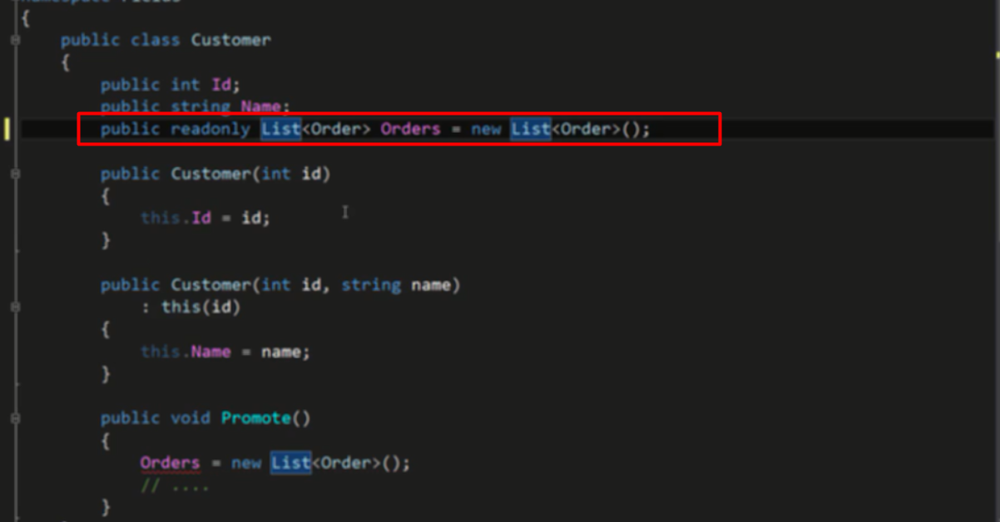 {
public class Customer
{
public int Id;
public string Name;
public readonly List<Order> Orders = new List<Order>();
public Customer(int id)
{
this.Id = id;
}
public Customer(int id, string name)
: this(id)
{
this.Name = name;
}
public void Promote()
{
Orders = new List<Order>();
// ....
}